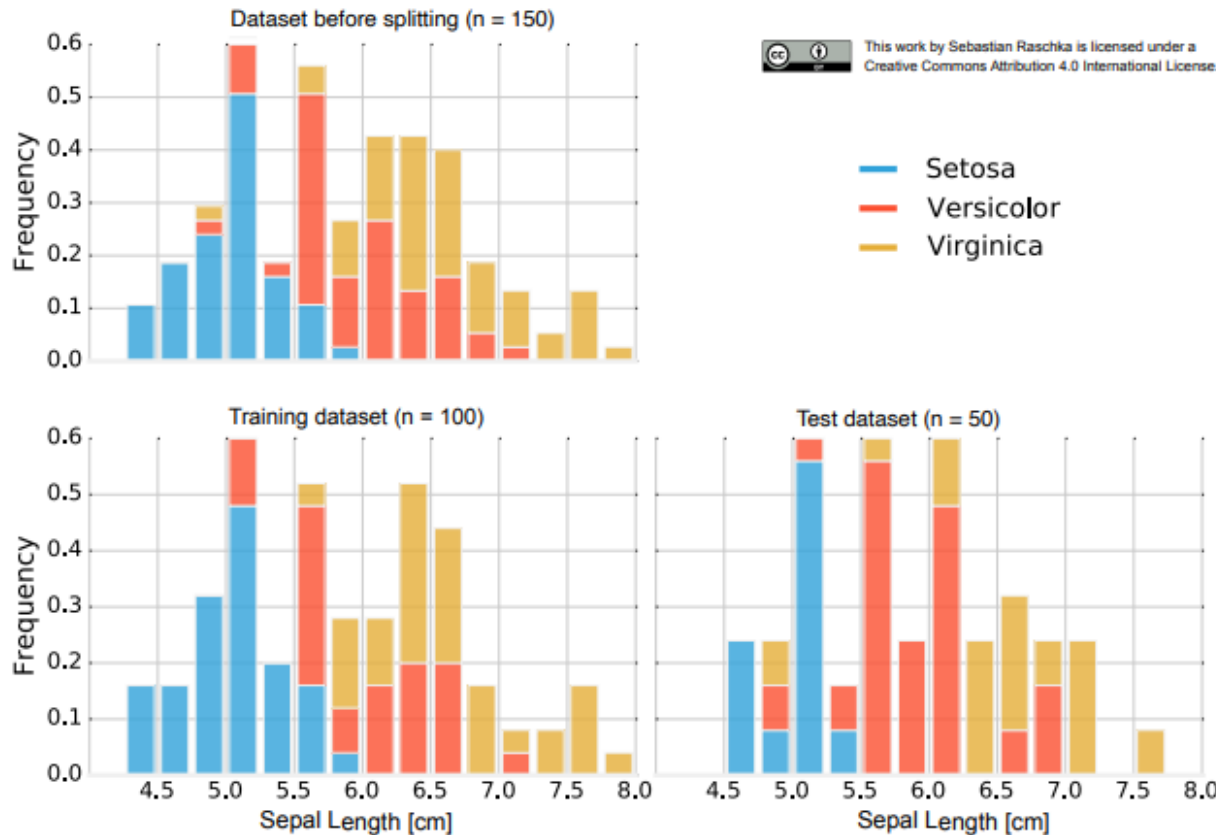 Dataset before splitting (n = 150)
This work by Sebastian Raschka is licensed under a
Creative Commons Attribution 4.0 International License.
cc
BY
0.6
0.5
0.4
0.3
0.2
0.1
0.0
Frequency
Setosa
Versicolor
Virginica
Training dataset (n = 100)
0.6
0.5
0.4
0.3
0.2
0.1
0.0
Frequency
4.5 5.0 5.5 6.0 6.5 7.0 7.5 8.0
Sepal Length [cm]
Test dataset (n = 50)
4.5 5.0 5.5 6.0 6.5 7.0 7.5 8.0
Sepal Length [cm]